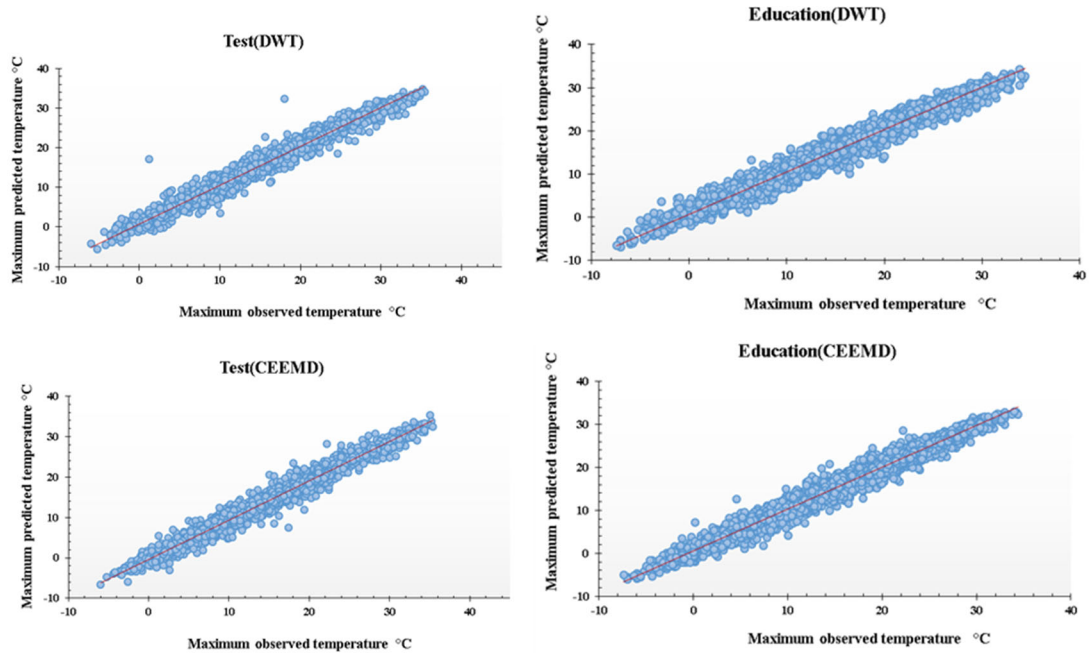 Test(DWT)
Maximum predicted temperature °C
40
30
20
10
0
-10
-10 0 10 20 30 40
Maximum observed temperature °C
Education(DWT)
Maximum predicted temperature °C
40
30
20
10
0
-10
-10 0 10 20 30 40
Maximum observed temperature °C
Test(CEEMD)
Maximum predicted temperature °C
40
30
20
10
0
-10
-10 0 10 20 30 40
Maximum observed temperature °C
Education(CEEMD)
Maximum predicted temperature °C
40
30
20
10
0
-10
-10 0 10 20 30 40
Maximum observed temperature °C